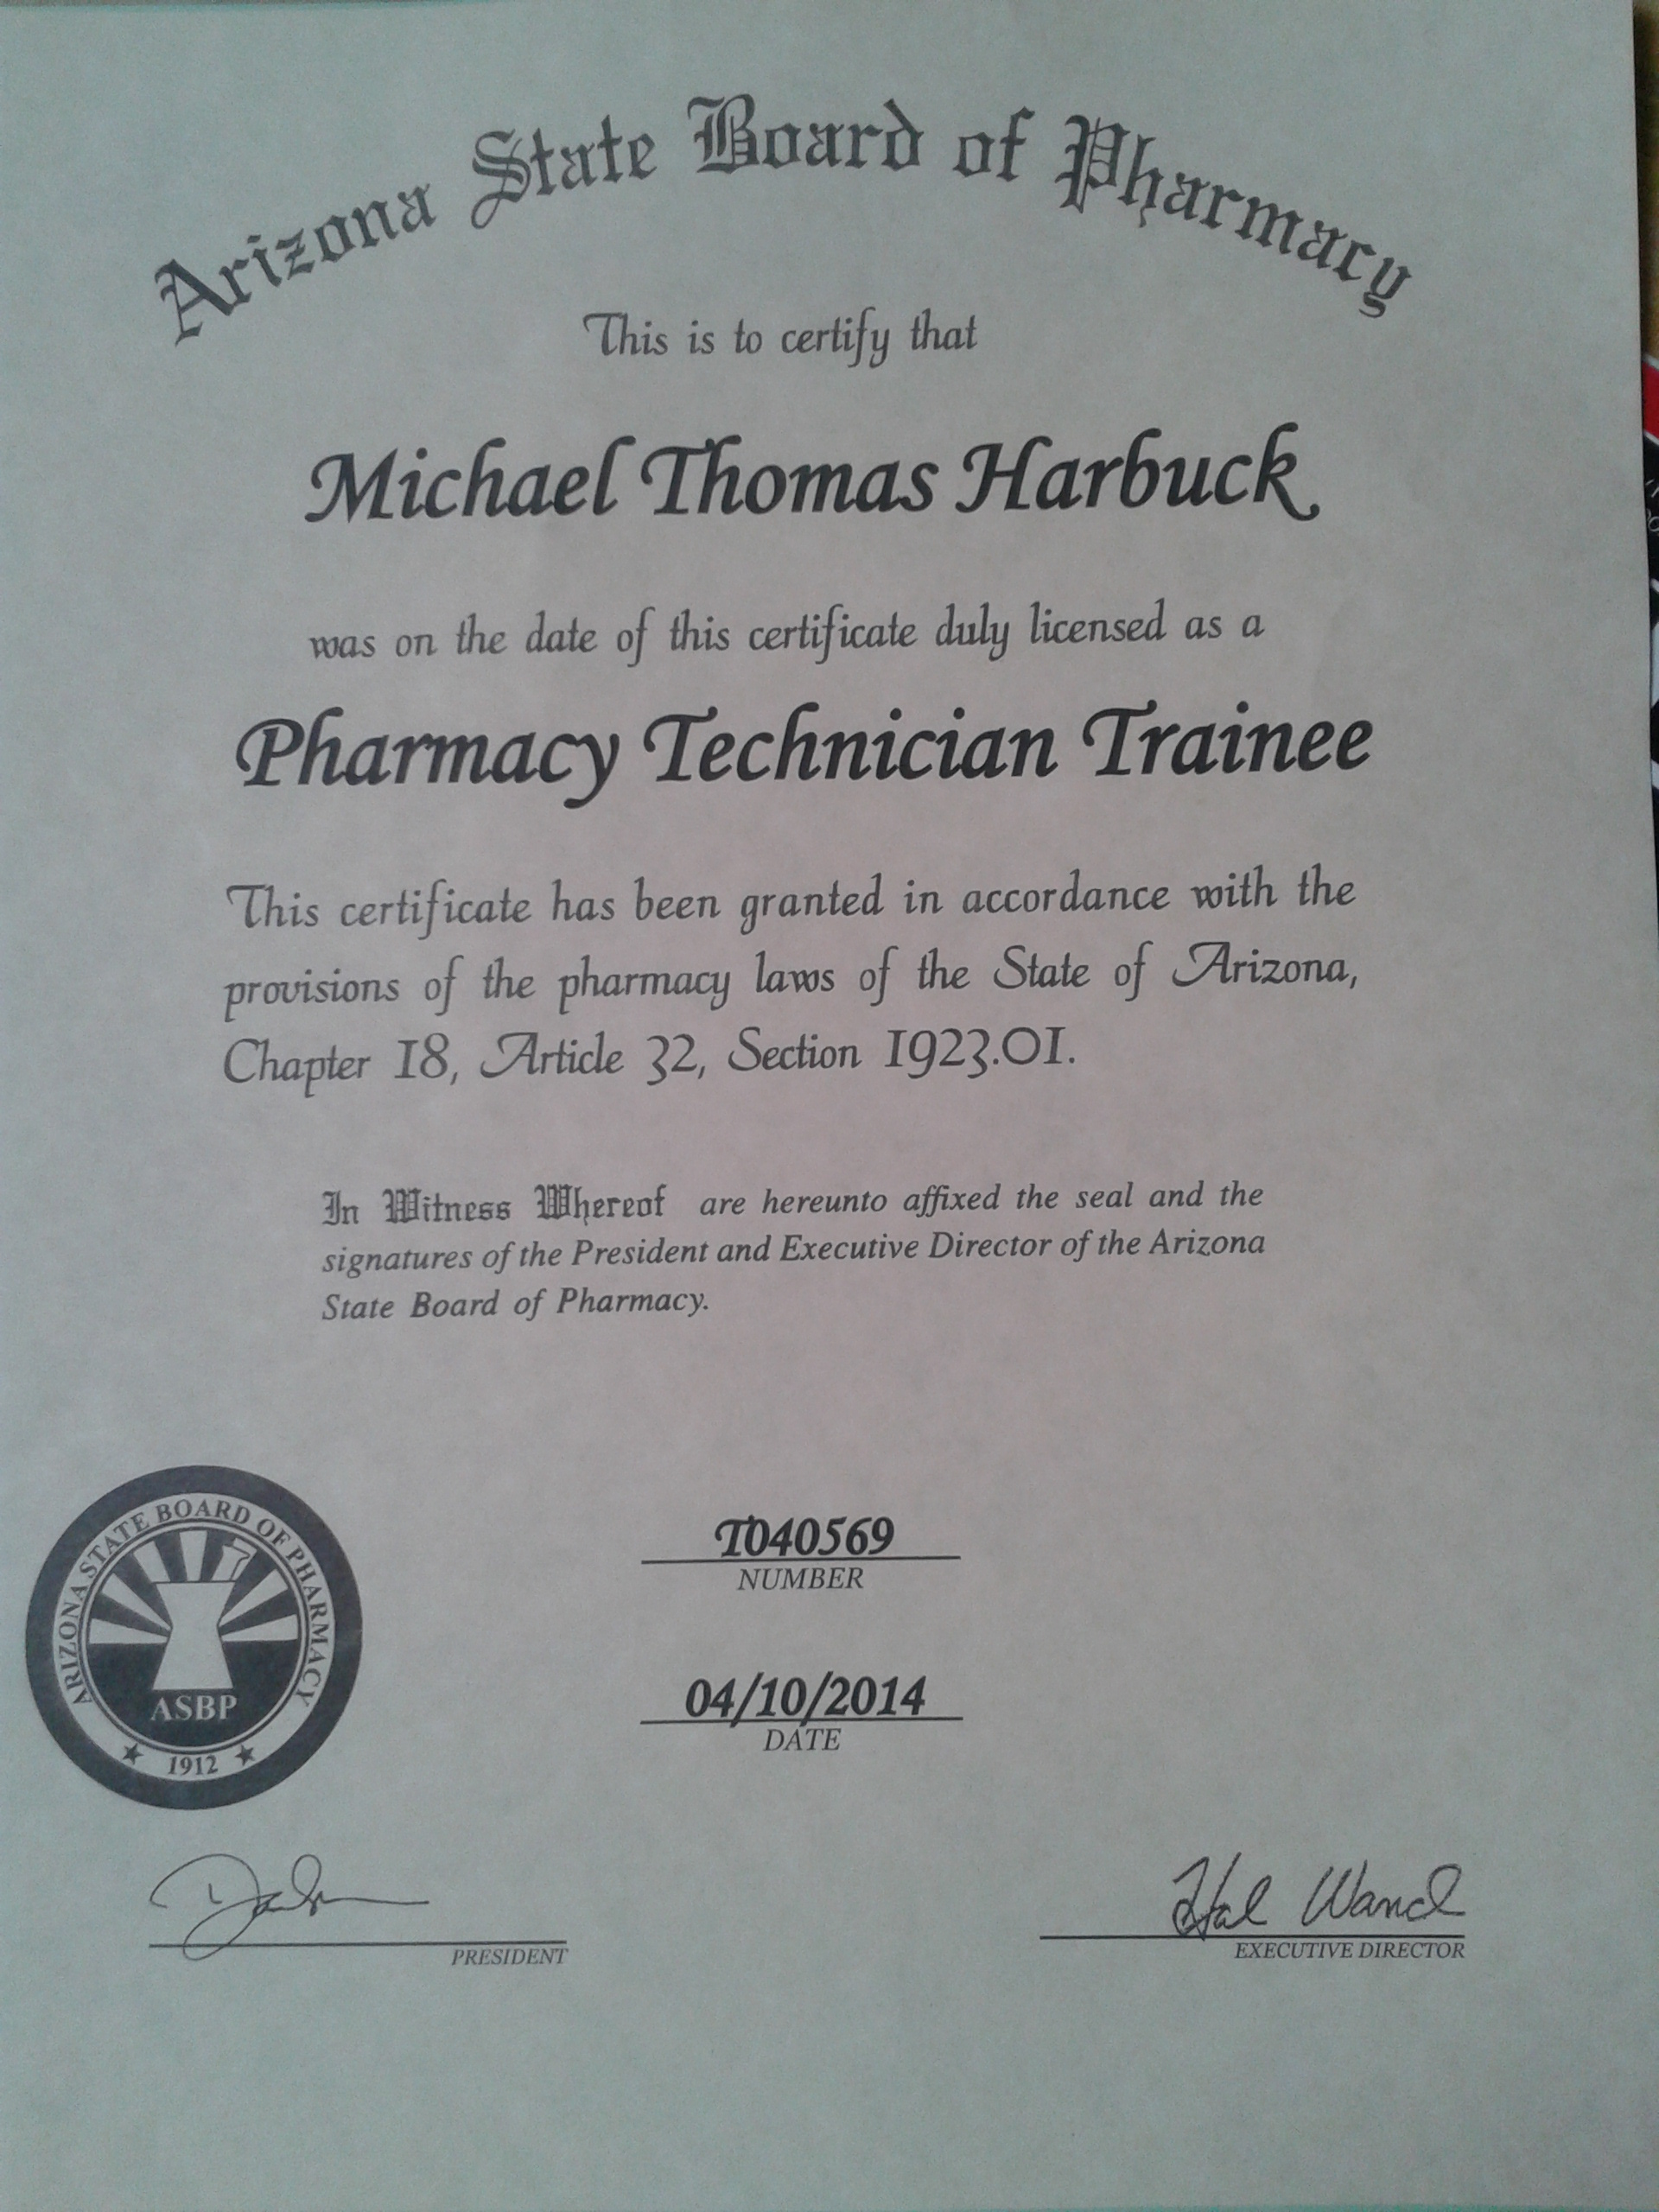 Arizona State Board of Pharmacy
This is to certify that
Michael Thomas Harbuck
was on the date of this certificate duly licensed as a
Pharmacy Technician Trainee
This certificate has been granted in accordance with the
provisions of the pharmacy laws of the State of Arizona,
Chapter 18, Article 32, Section 1923.01.
In Witness Whereof are hereunto affixed the seal and the
signatures of the President and Executive Director of the Arizona
State Board of Pharmacy.
ARIZONA STATE BOARD OF PHARMACY
ASBP
1912
T040569
NUMBER
04/10/2014
DATE
PRESIDENT
Hal Wand
EXECUTIVE DIRECTOR